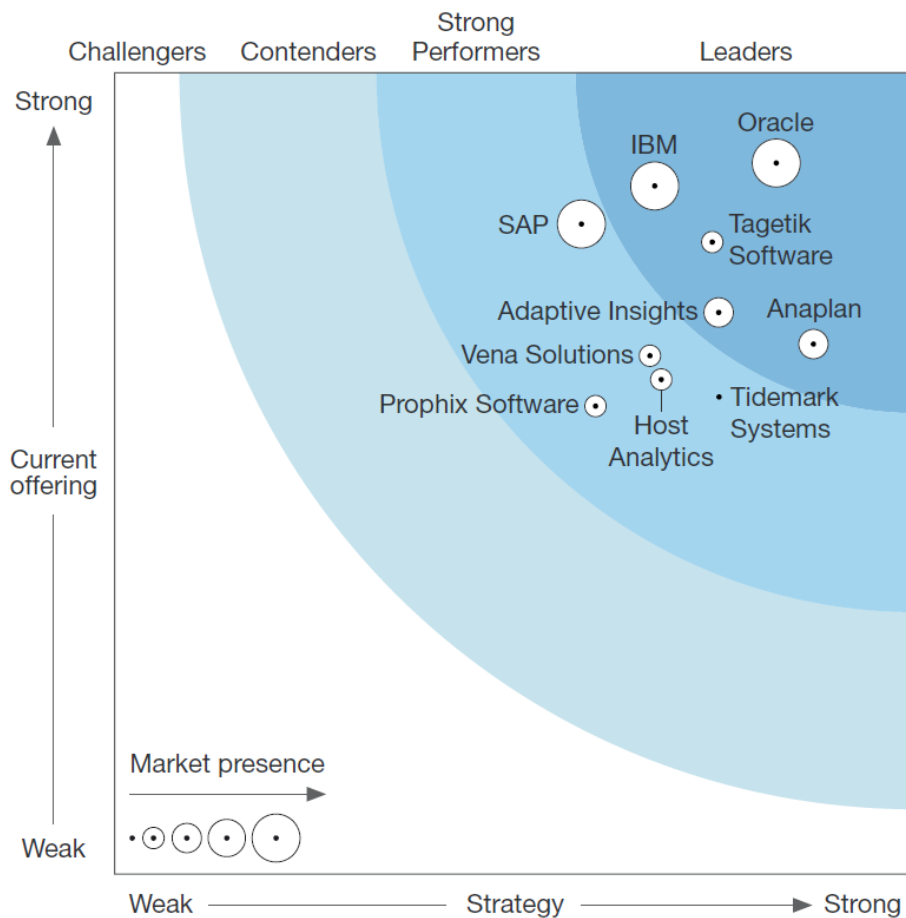 Strong
Challengers
Contenders
Performers
Leaders
Strong
Oracle
IBM
SAP
Tagetik
Software
Adaptive Insights
Anaplan
Vena Solutions
Prophix Software
Tidemark
Systems
Host
Analytics
Current
offering
Market presence
Weak
Weak
Strategy
Strong